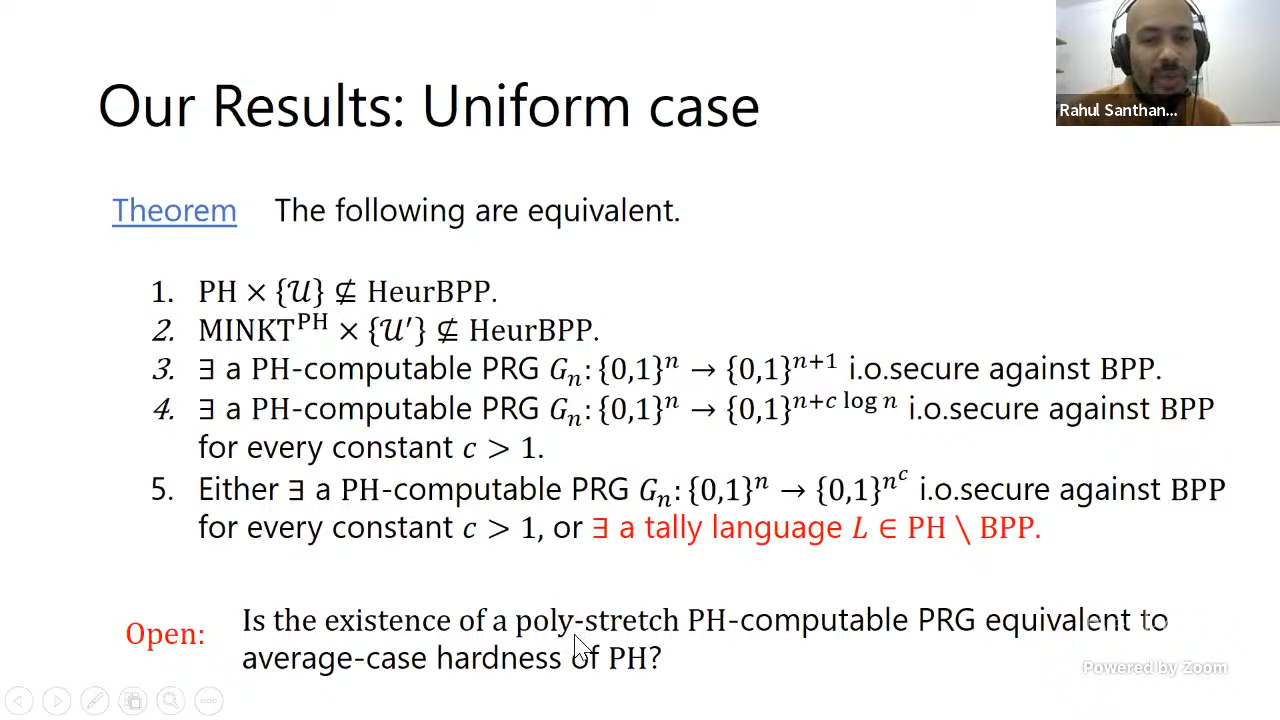 Our Results: Uniform case
Rahul Santhan...
Theorem The following are equivalent.
1. PH × {𝒰} ⊈ HeurBPP.
2. MINKT^PH × {𝒰′} ⊈ HeurBPP.
3. ∃ a PH-computable PRG Gₙ: {0,1}ⁿ → {0,1}ⁿ⁺¹ i.o.secure against BPP.
4. ∃ a PH-computable PRG Gₙ: {0,1}ⁿ → {0,1}^{n+c log n} i.o.secure against BPP
for every constant c > 1.
5. Either ∃ a PH-computable PRG Gₙ: {0,1}ⁿ → {0,1}^{n^c} i.o.secure against BPP
for every constant c > 1, or ∃ a tally language L ∈ PH \ BPP.
Open: Is the existence of a poly-stretch PH-computable PRG equivalent to
average-case hardness of PH?
Powered by Zoom